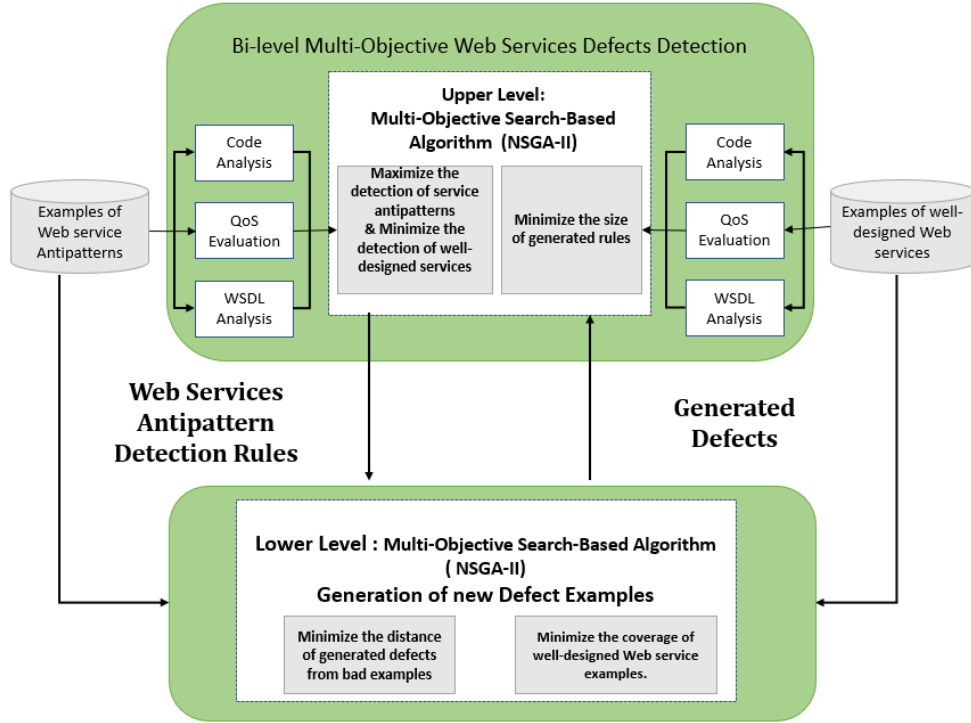 Bi-level Multi-Objective Web Services Defects Detection
Upper Level:
Multi-Objective Search-Based
Algorithm (NSGA-II)
Code
Analysis
QoS
Evaluation
WSDL
Analysis
Examples of
Web service
Antipatterns
Maximize the
detection of service
antipatterns
& Minimize the
detection of well-
designed services
Minimize the size
of generated rules
Code
Analysis
QoS
Evaluation
WSDL
Analysis
Examples of well-
designed Web
services
Web Services
Antipattern
Detection Rules
Generated
Defects
Lower Level : Multi-Objective Search-Based Algorithm
( NSGA-II)
Generation of new Defect Examples
Minimize the distance
of generated defects
from bad examples
Minimize the coverage of
well-designed Web service
examples.